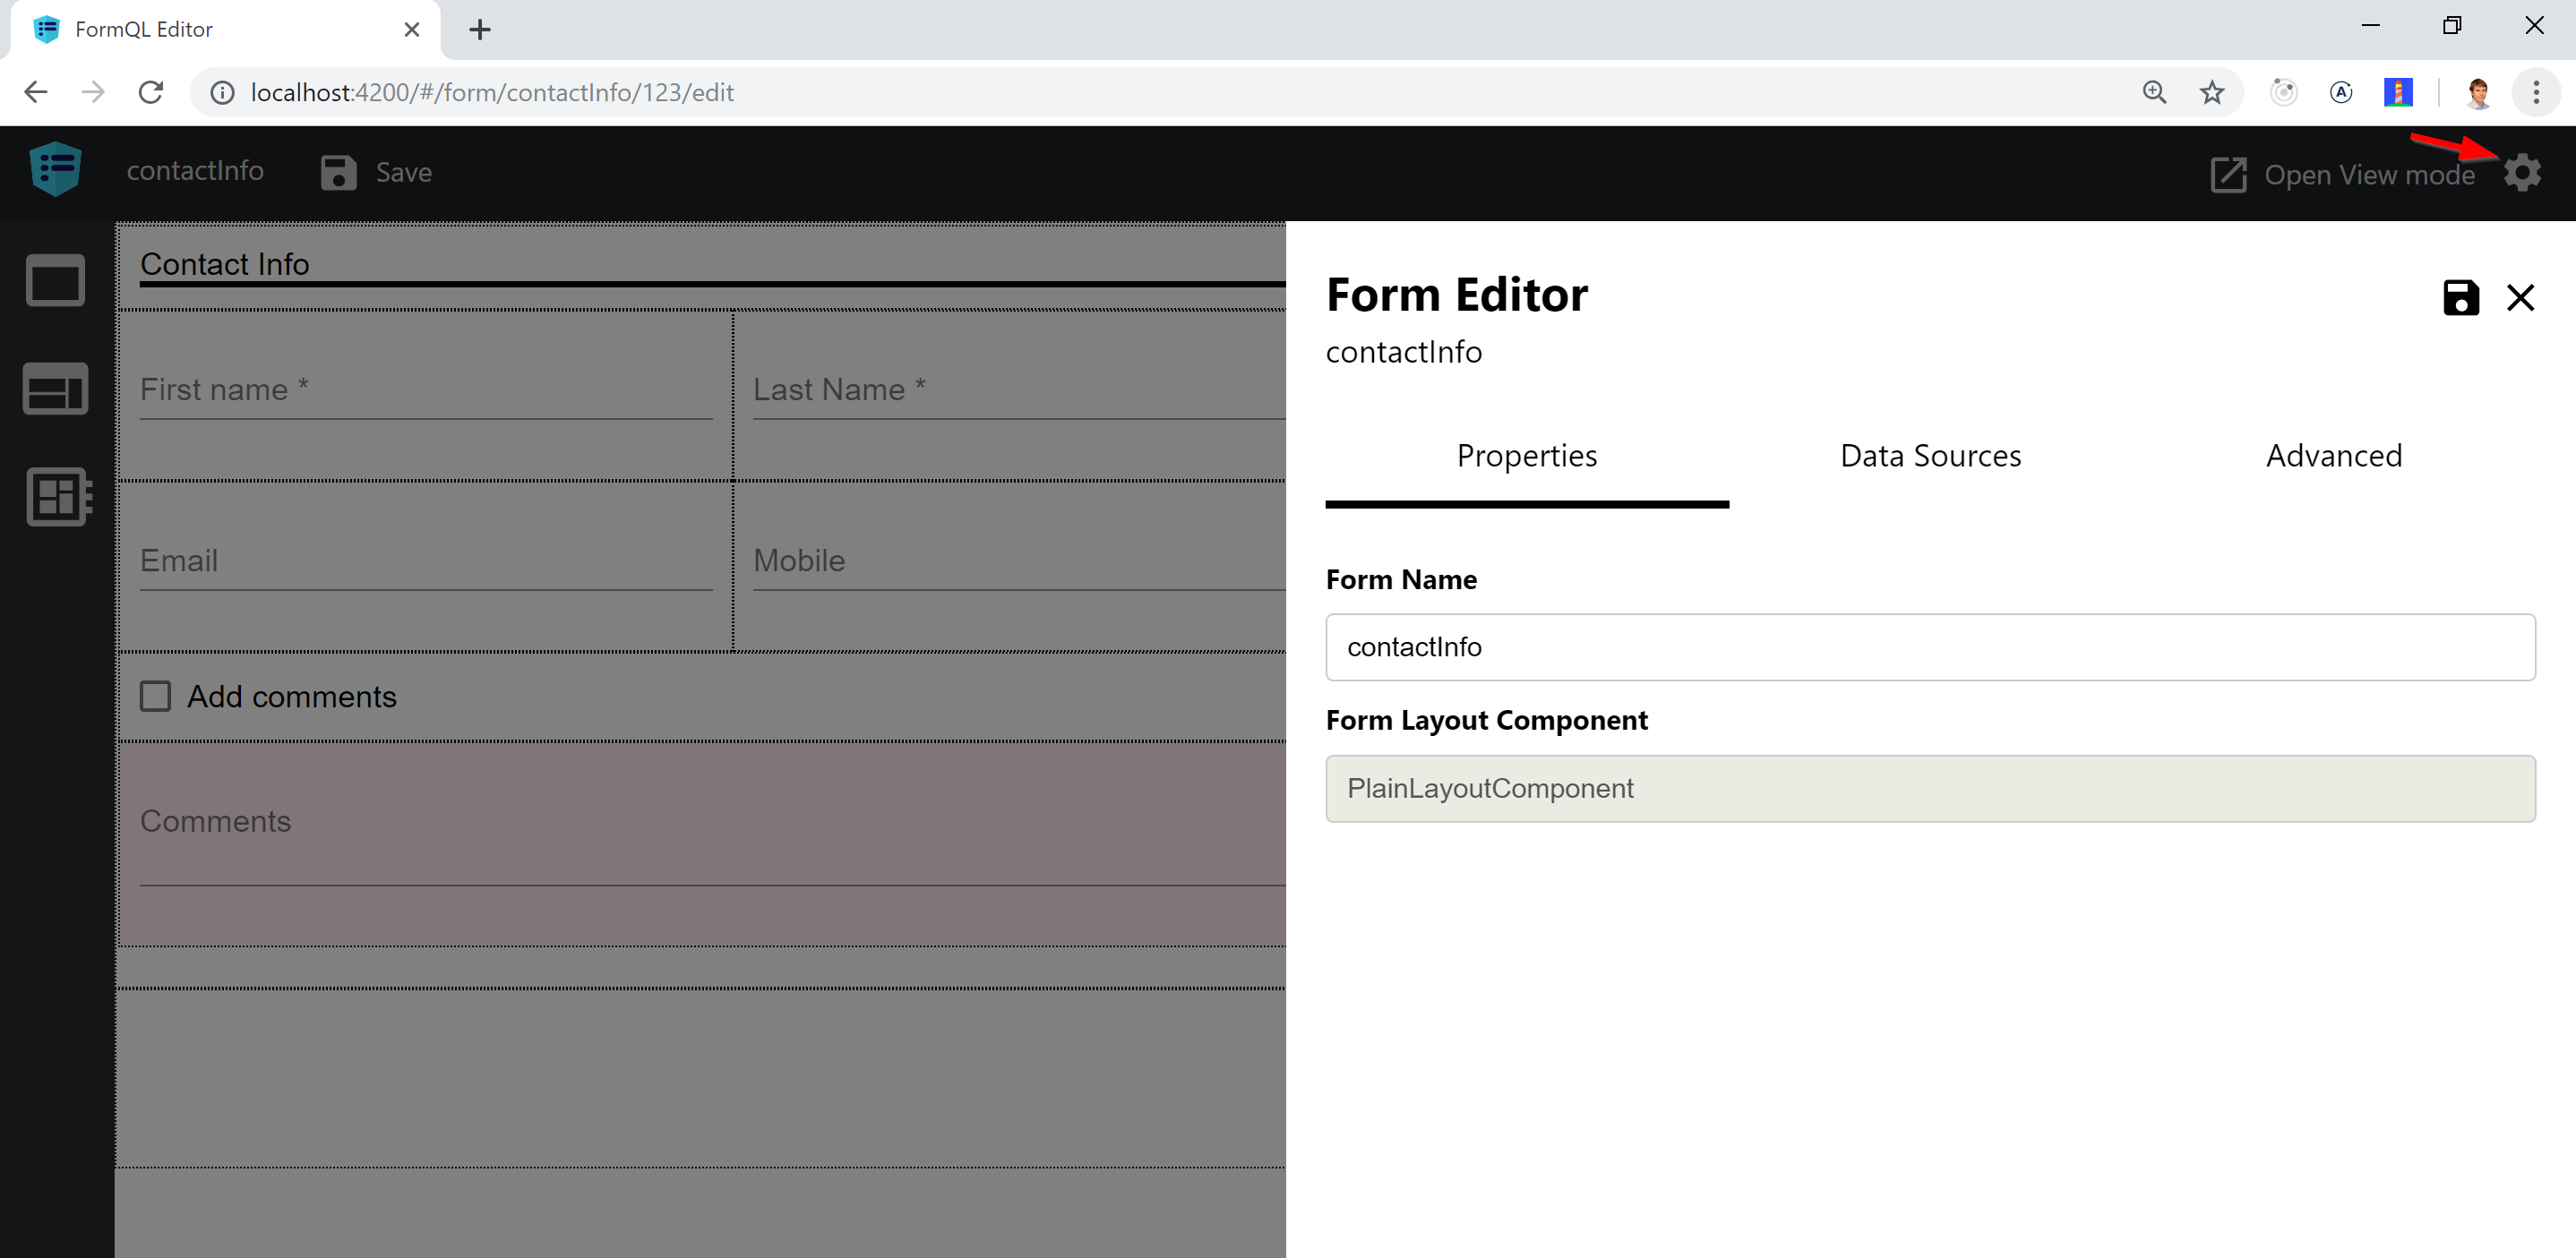 FormQL Editor
localhost:4200/#/form/contactInfo/123/edit
contactInfo
Save
Open View mode
Contact Info
First name *
Last Name *
Email
Mobile
Add comments
Comments
Form Editor
contactInfo
Properties
Data Sources
Advanced
Form Name
contactInfo
Form Layout Component
PlainLayoutComponent